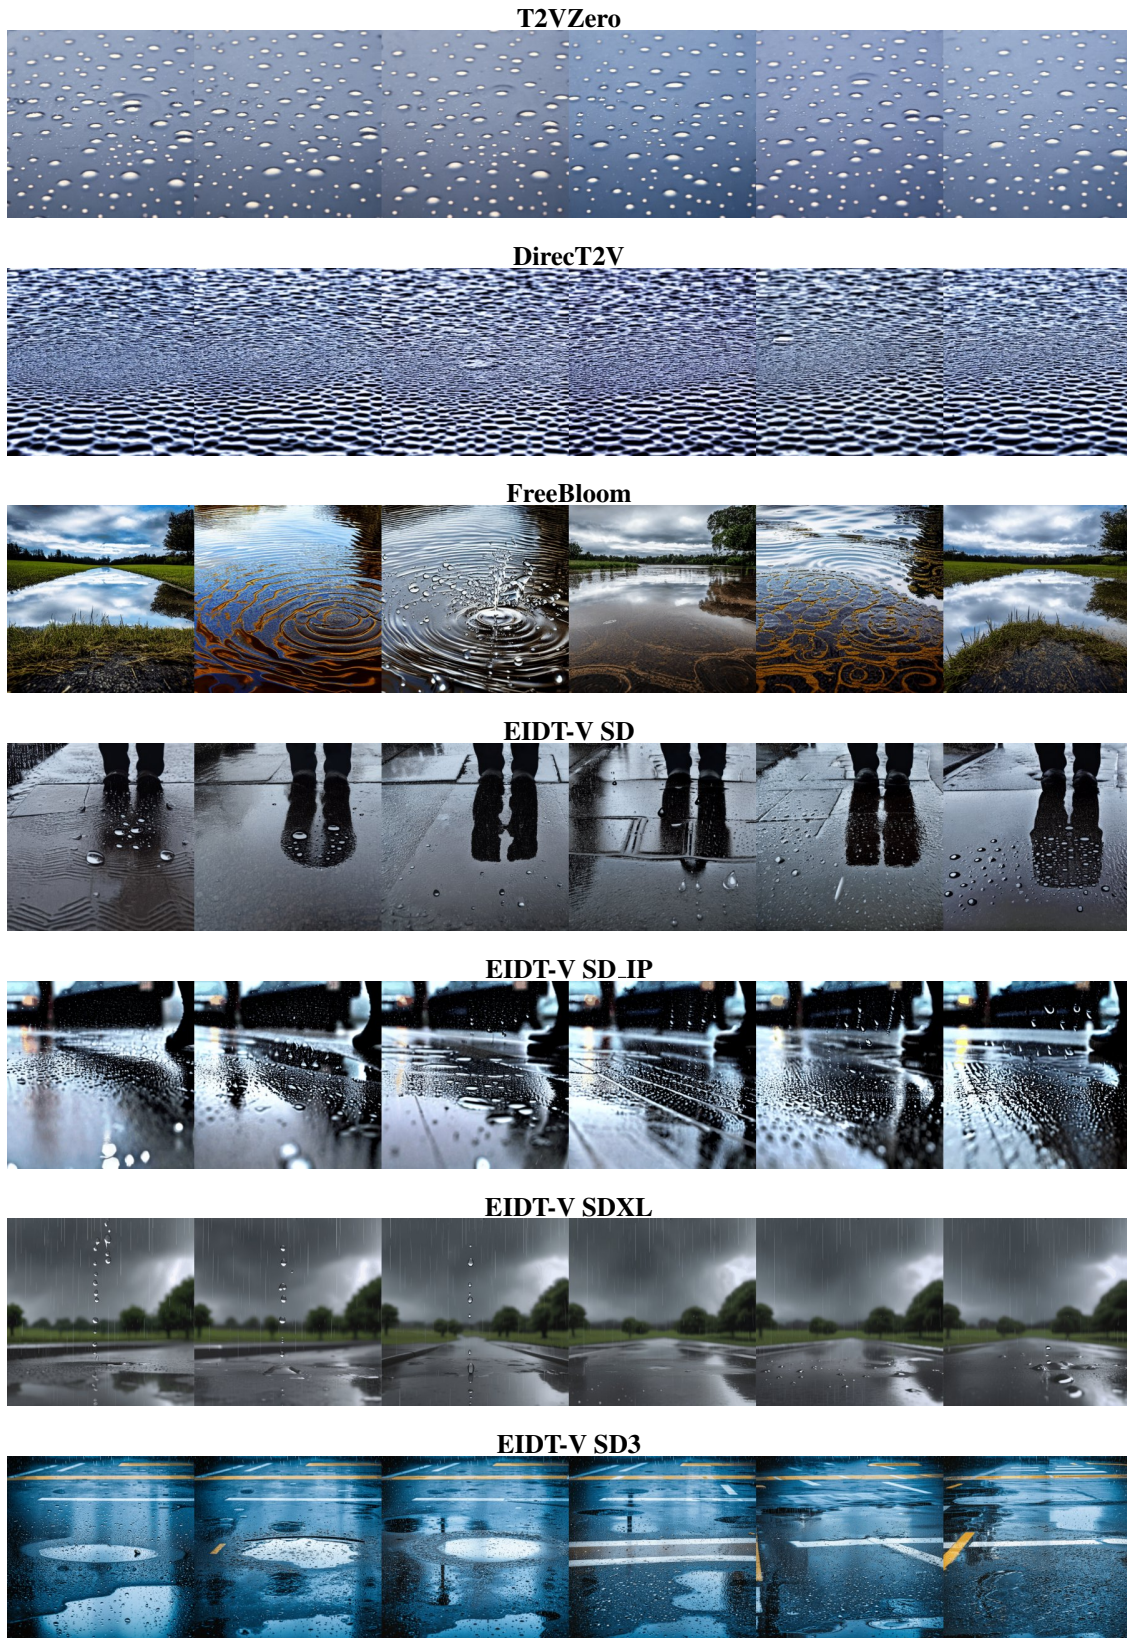 T2VZero
DirecT2V
FreeBloom
EIDT-V SD
EIDT-V SD_IP
EIDT-V SDXL
EIDT-V SD3